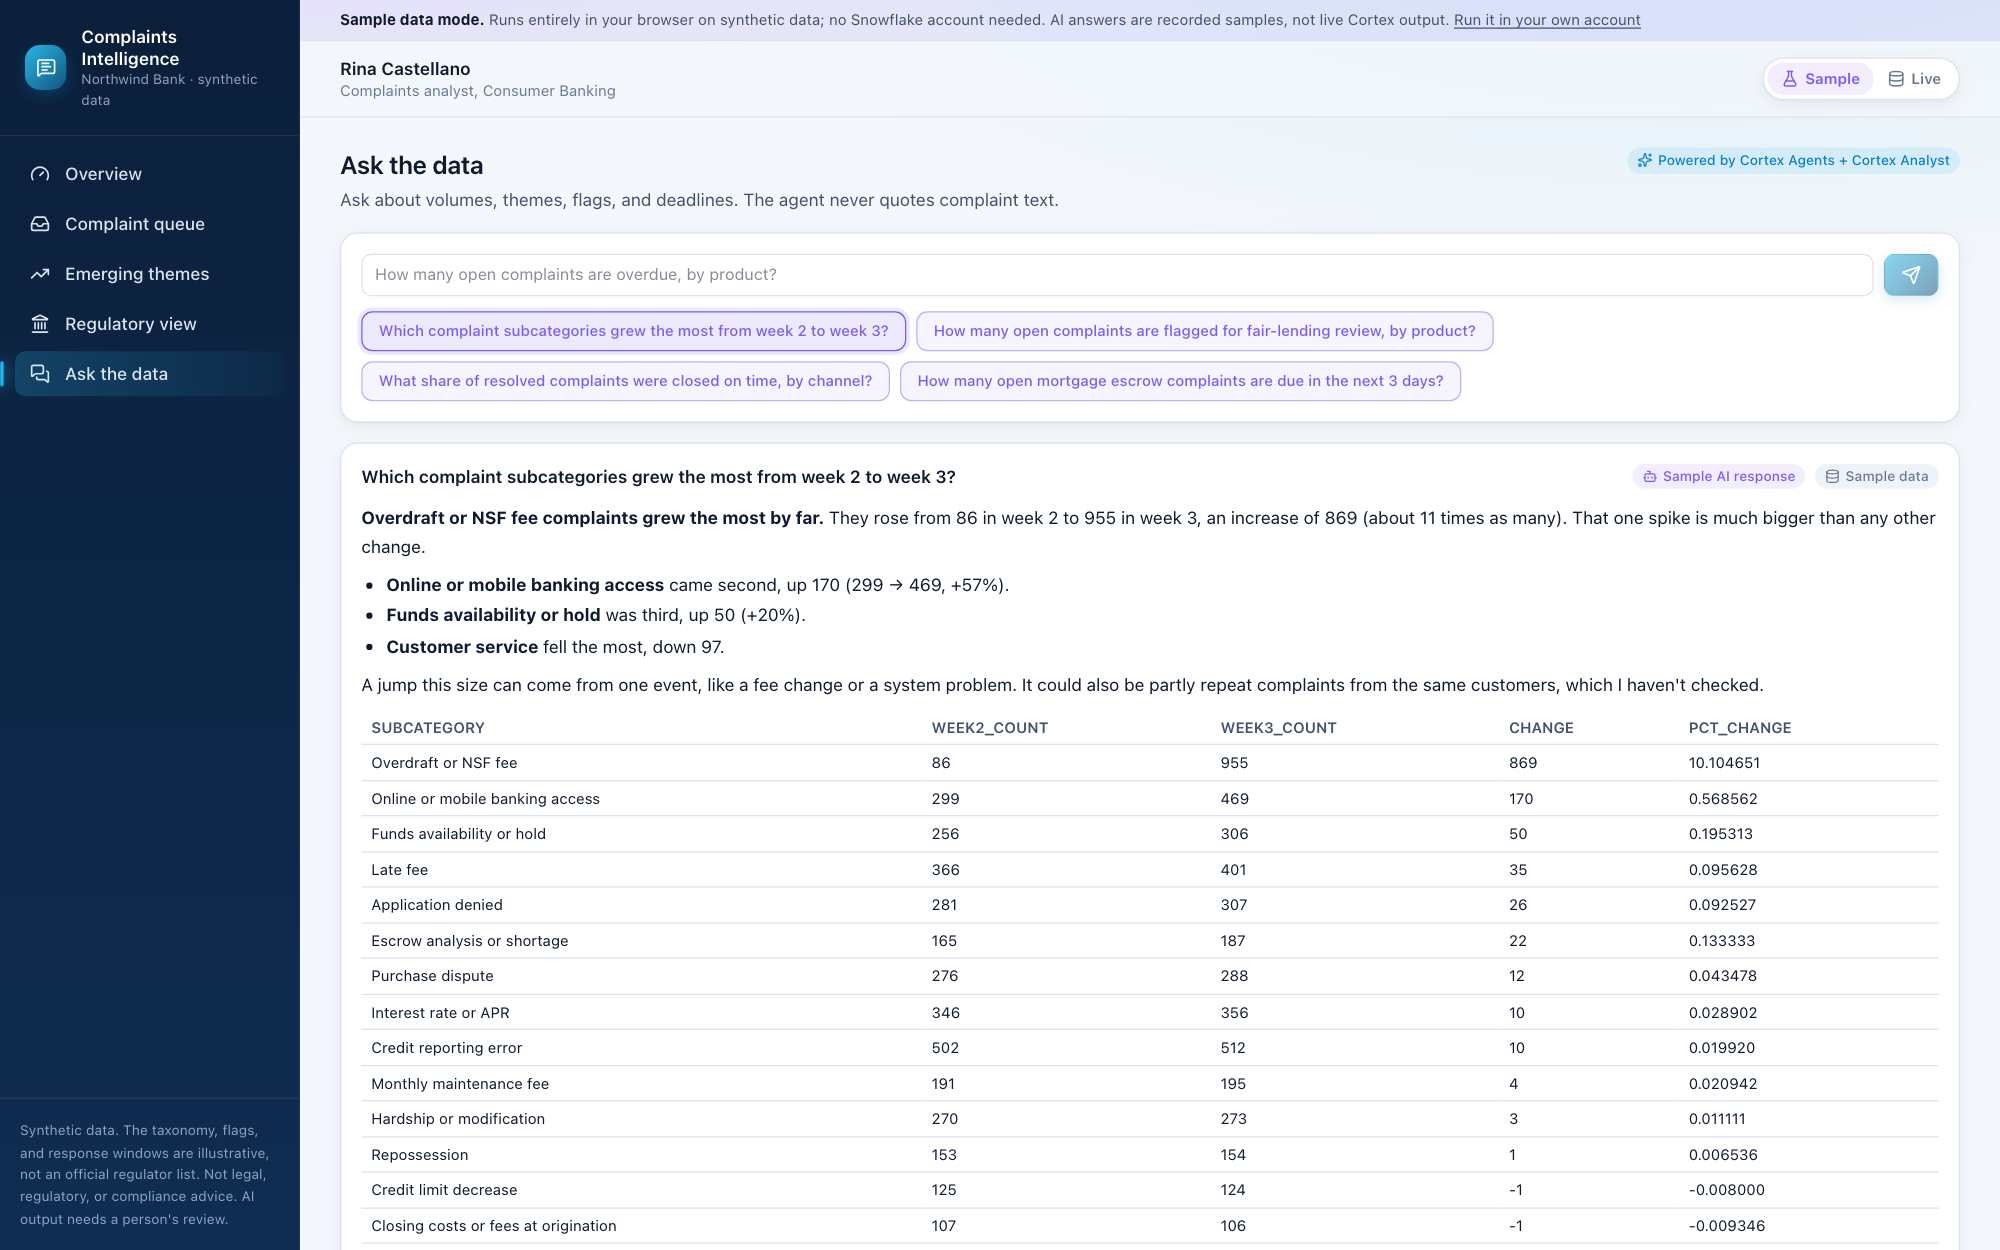 Complaints
Intelligence
Northwind Bank · synthetic
data
Overview
Complaint queue
Emerging themes
Regulatory view
Ask the data
Synthetic data. The taxonomy, flags,
and response windows are illustrative,
not an official regulator list. Not legal,
regulatory, or compliance advice. AI
output needs a person's review.
Sample data mode. Runs entirely in your browser on synthetic data; no Snowflake account needed. AI answers are recorded samples, not live Cortex output. Run it in your own account
Rina Castellano
Complaints analyst, Consumer Banking
Sample Live
Ask the data
Powered by Cortex Agents + Cortex Analyst
Ask about volumes, themes, flags, and deadlines. The agent never quotes complaint text.
How many open complaints are overdue, by product?
Which complaint subcategories grew the most from week 2 to week 3? How many open complaints are flagged for fair-lending review, by product?
What share of resolved complaints were closed on time, by channel? How many open mortgage escrow complaints are due in the next 3 days?
Which complaint subcategories grew the most from week 2 to week 3? Sample AI response Sample data
Overdraft or NSF fee complaints grew the most by far. They rose from 86 in week 2 to 955 in week 3, an increase of 869 (about 11 times as many). That one spike is much bigger than any other
change.
• Online or mobile banking access came second, up 170 (299 → 469, +57%).
• Funds availability or hold was third, up 50 (+20%).
• Customer service fell the most, down 97.
A jump this size can come from one event, like a fee change or a system problem. It could also be partly repeat complaints from the same customers, which I haven't checked.
SUBCATEGORY WEEK2_COUNT WEEK3_COUNT CHANGE PCT_CHANGE
Overdraft or NSF fee 86 955 869 10.104651
Online or mobile banking access 299 469 170 0.568562
Funds availability or hold 256 306 50 0.195313
Late fee 366 401 35 0.095628
Application denied 281 307 26 0.092527
Escrow analysis or shortage 165 187 22 0.133333
Purchase dispute 276 288 12 0.043478
Interest rate or APR 346 356 10 0.028902
Credit reporting error 502 512 10 0.019920
Monthly maintenance fee 191 195 4 0.020942
Hardship or modification 270 273 3 0.011111
Repossession 153 154 1 0.006536
Credit limit decrease 125 124 -1 -0.008000
Closing costs or fees at origination 107 106 -1 -0.009346